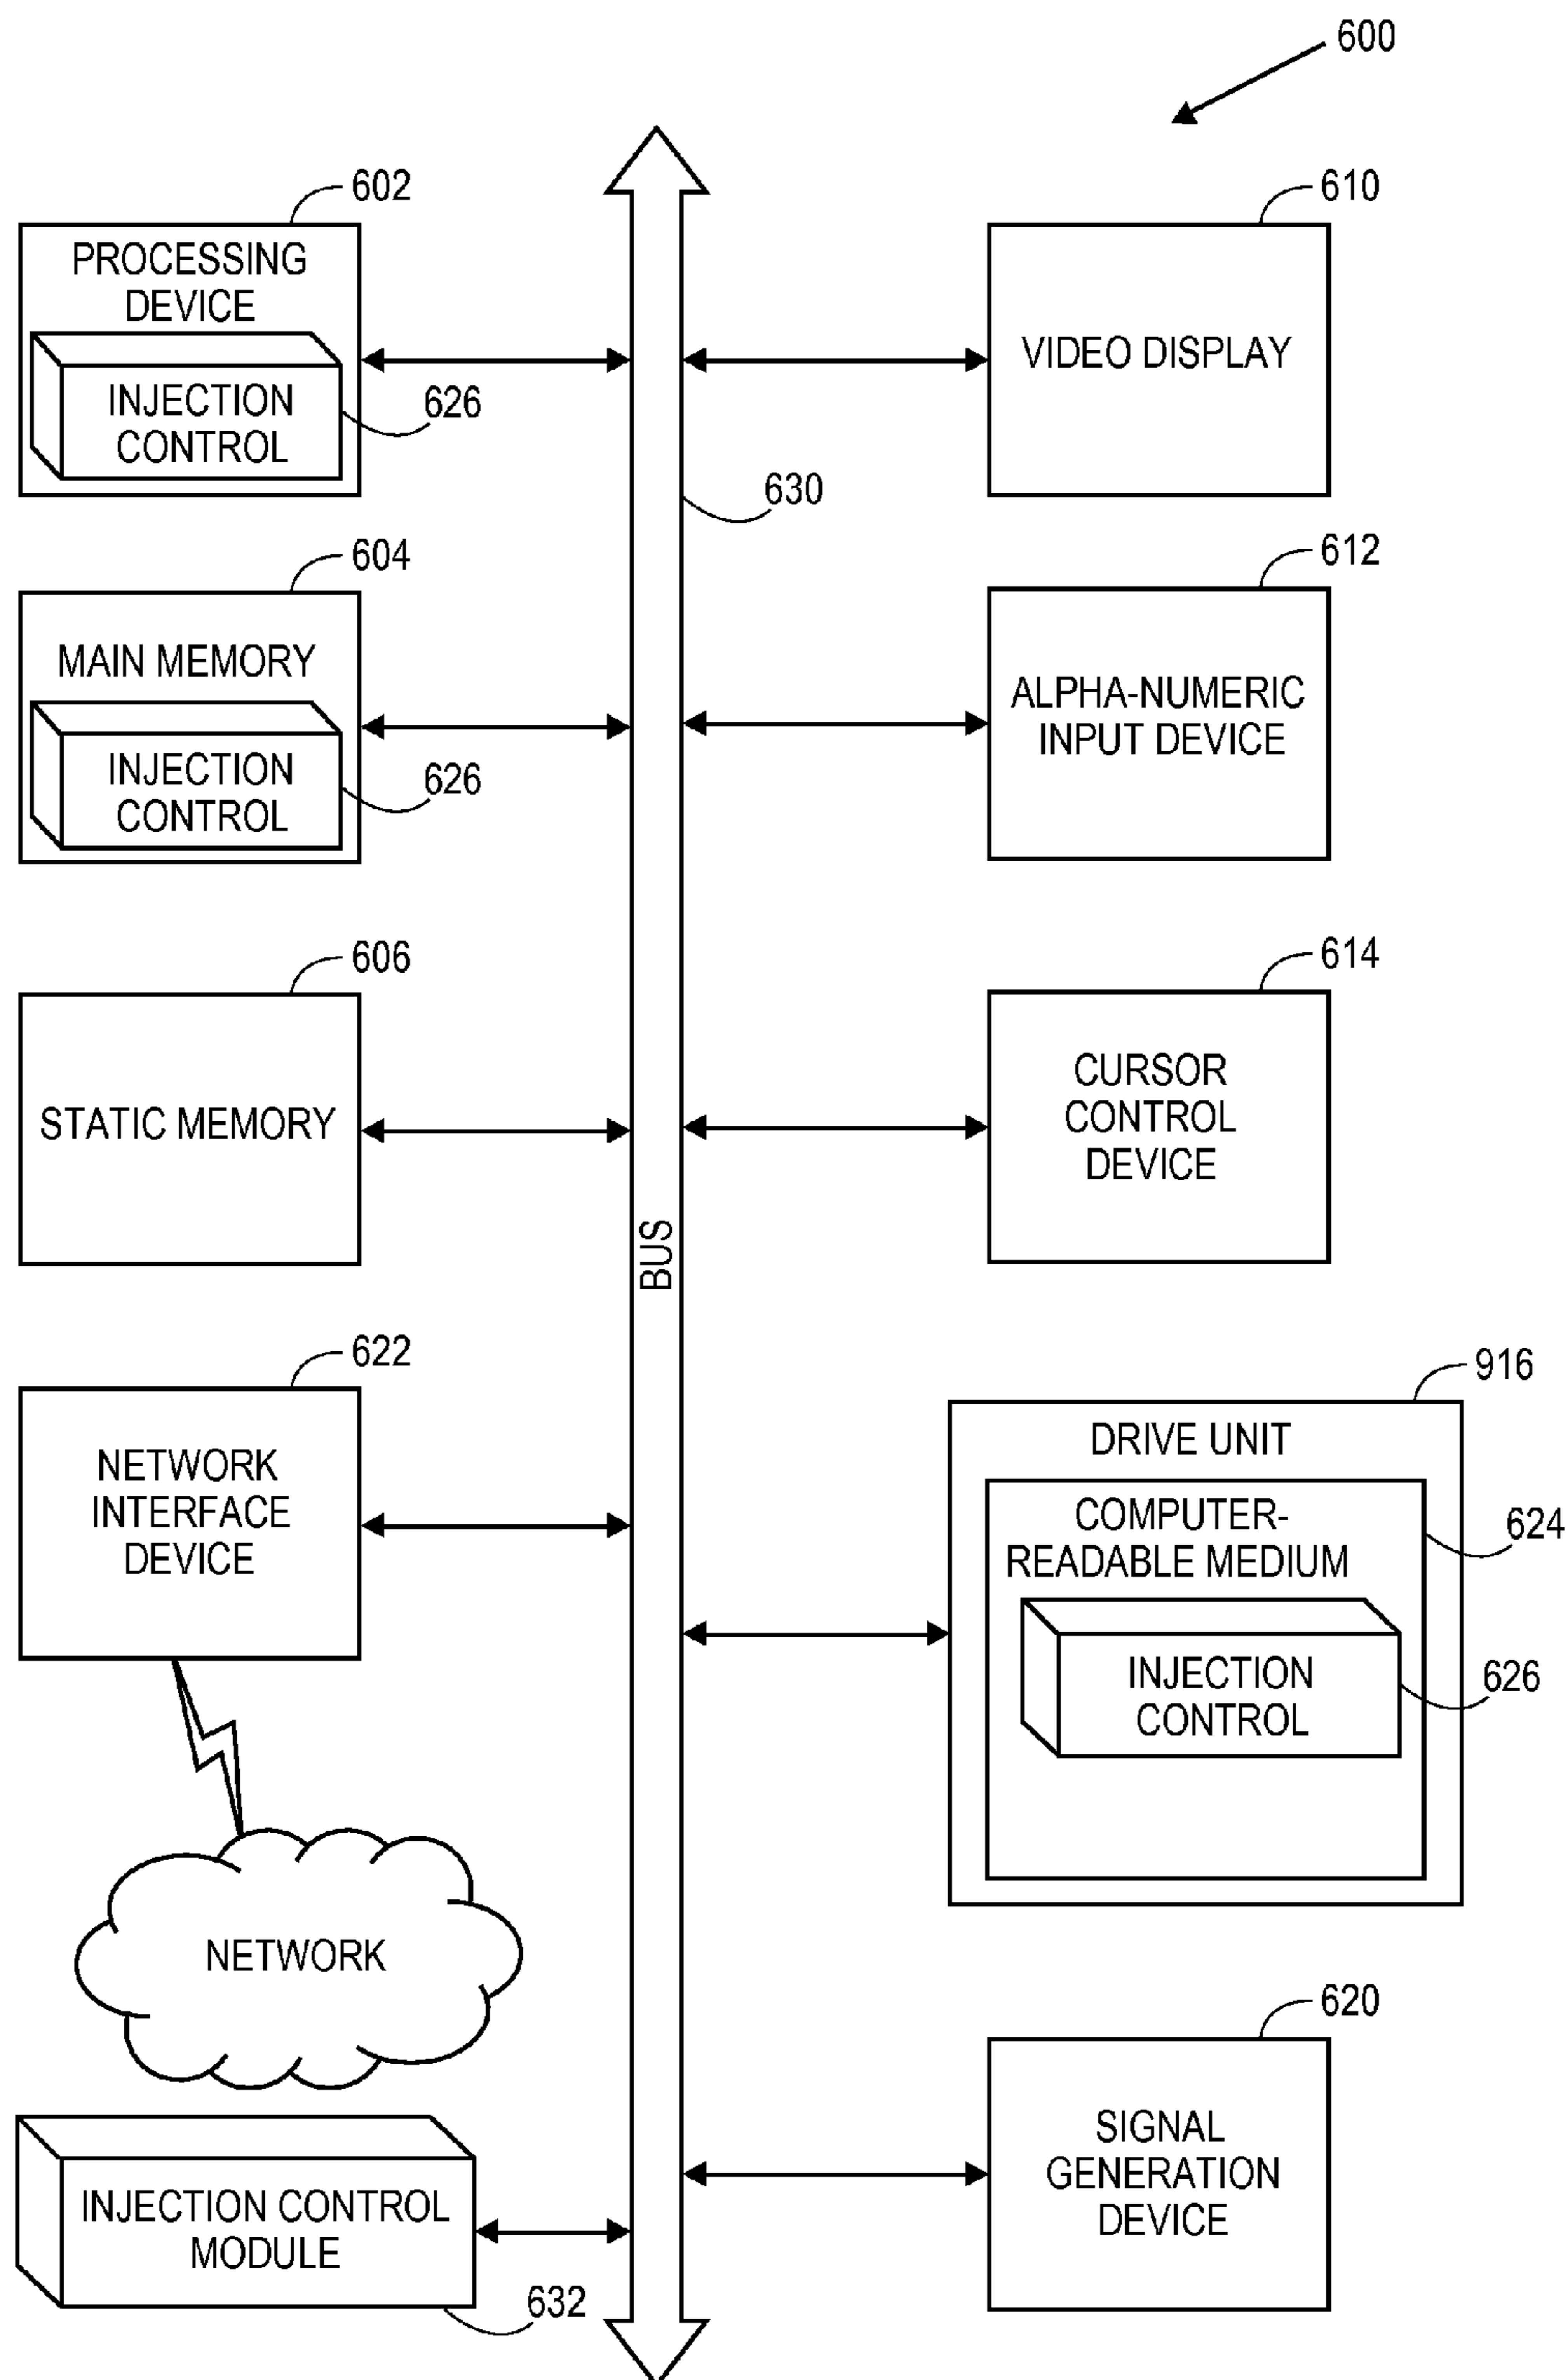 600
602
PROCESSING
DEVICE
INJECTION
CONTROL
626
604
MAIN MEMORY
INJECTION
CONTROL
626
606
STATIC MEMORY
622
NETWORK
INTERFACE
DEVICE
NETWORK
INJECTION CONTROL
MODULE
632
BUS
630
610
VIDEO DISPLAY
612
ALPHA-NUMERIC
INPUT DEVICE
614
CURSOR
CONTROL
DEVICE
916
DRIVE UNIT
COMPUTER-
READABLE MEDIUM
624
INJECTION
CONTROL
626
620
SIGNAL
GENERATION
DEVICE